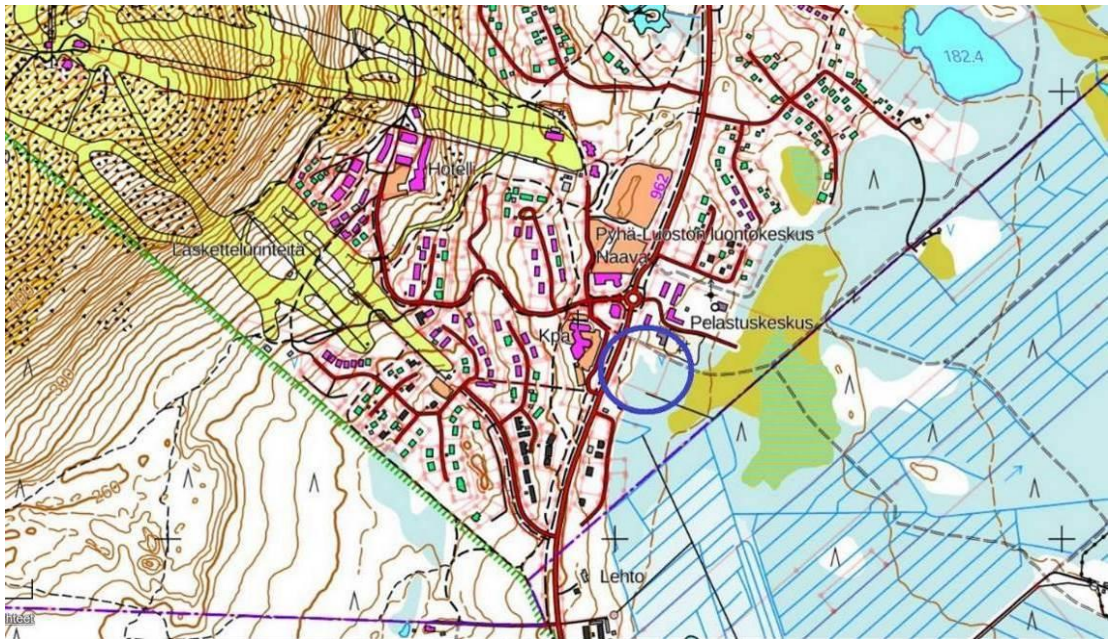 182.4
Hotelli
962
Pyhä-Luoston luontokeskus
Naava
Laskettelurinteitä
Kpa
Pelastuskeskus
V
V
260
Lehto